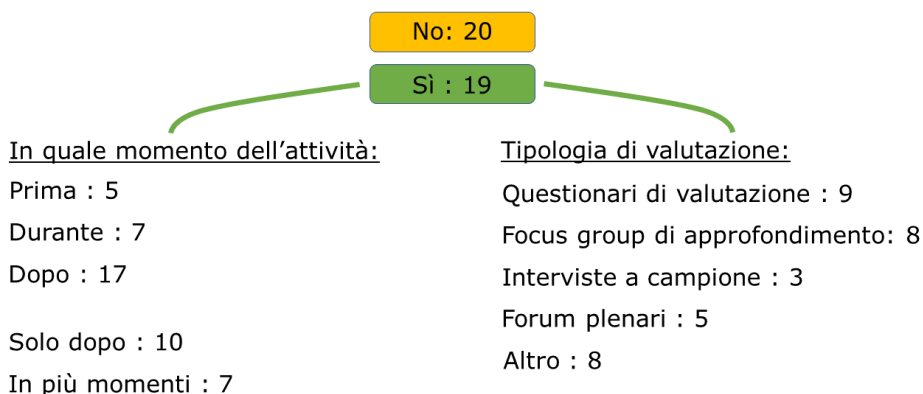 No: 20
Sì : 19
In quale momento dell’attività:
Prima : 5
Durante : 7
Dopo : 17
Solo dopo : 10
In più momenti : 7
Tipologia di valutazione:
Questionari di valutazione : 9
Focus group di approfondimento: 8
Interviste a campione : 3
Forum plenari : 5
Altro : 8